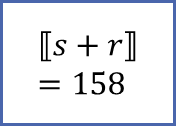 ⟦𝑠 + 𝑟⟧
= 158